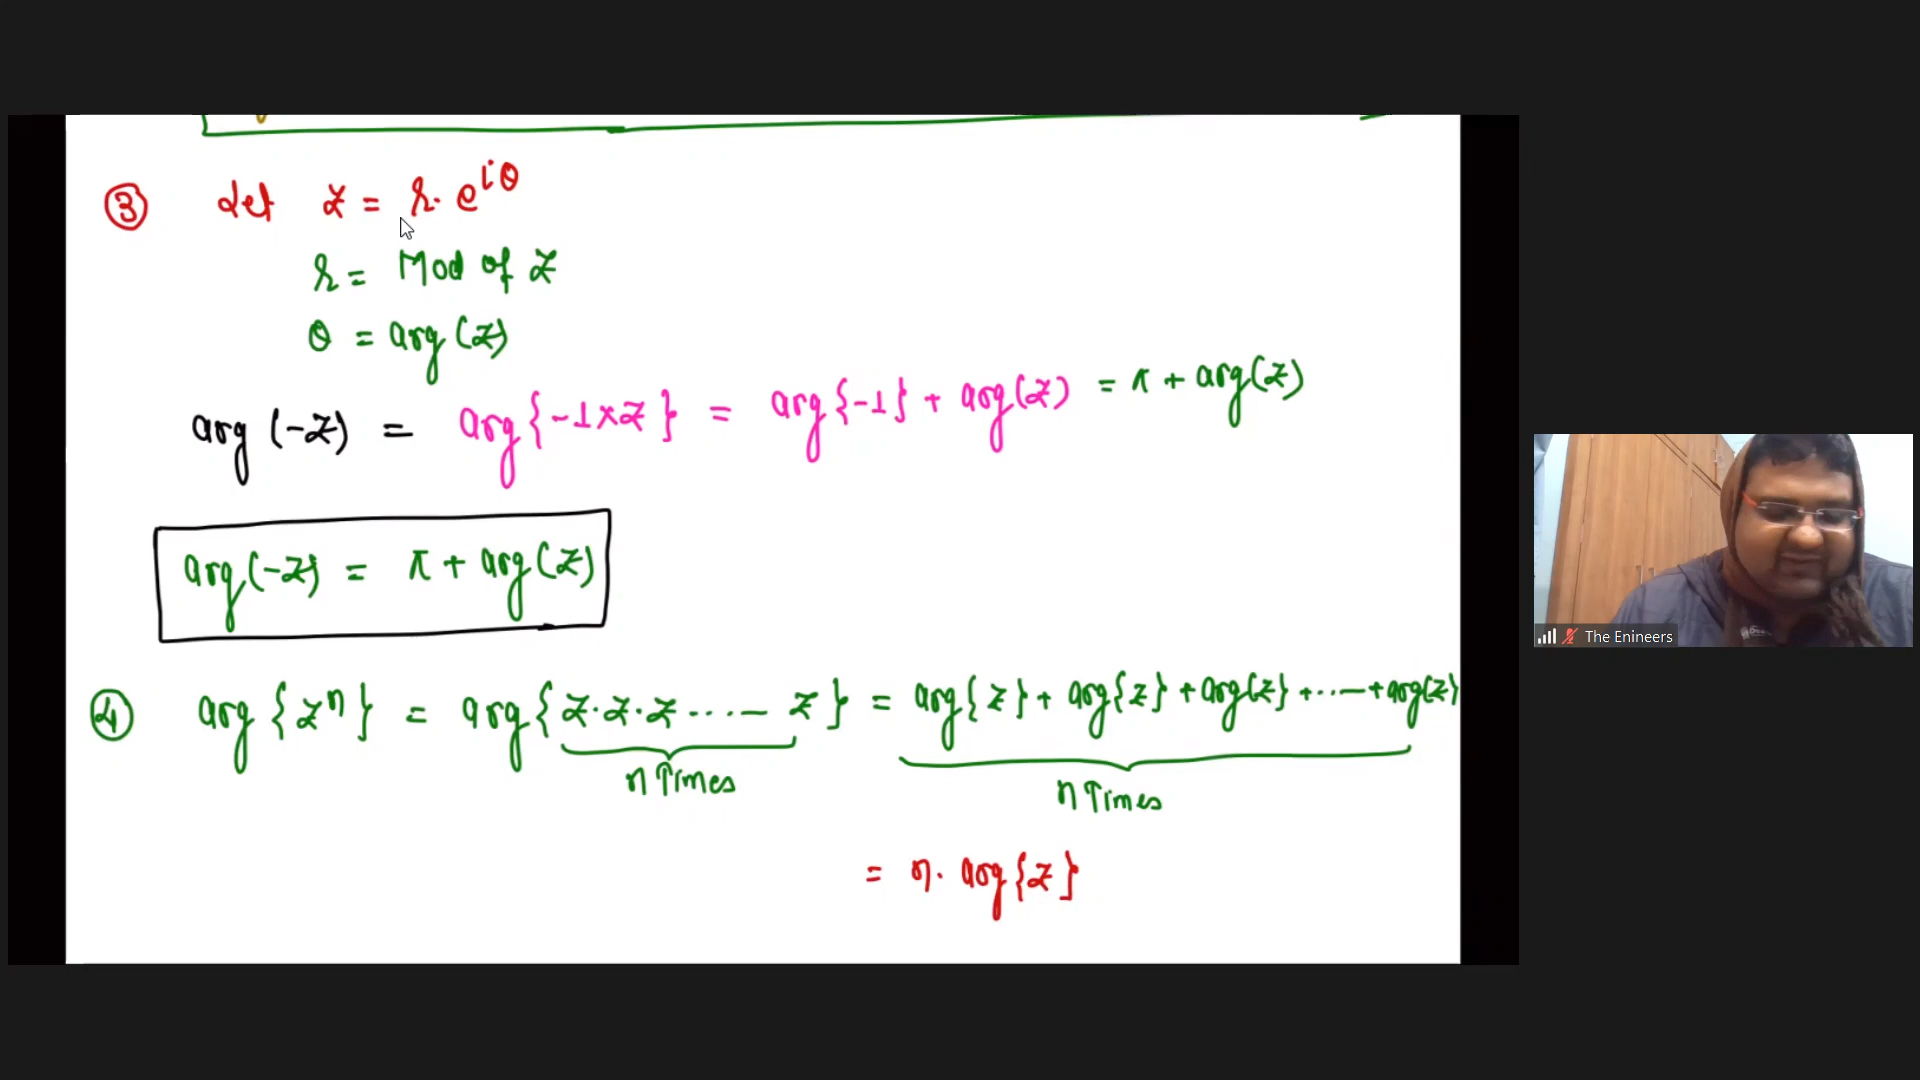 ③ Let z = r. e^{iθ}
r = Mod of z
θ = arg(z)
arg(-z) = arg{-1×z} = arg{-1} + arg(z) = π + arg(z)
arg(-z) = π + arg(z)
④ arg{z^n} = arg{z.z.z....— z} = arg{z} + arg{z} + arg(z) + ...— + arg(z)
n Times n Times
= n. arg{z}
The Enineers